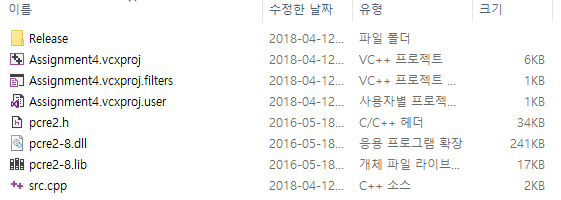 이름 수정한 날짜 유형 크기
Release 2018-04-12... 파일 폴더
Assignment4.vcxproj 2018-04-12... VC++ 프로젝트 6KB
Assignment4.vcxproj.filters 2018-04-12... VC++ 프로젝트 ... 1KB
Assignment4.vcxproj.user 2018-04-12... 사용자별 프로젝... 1KB
pcre2.h 2016-05-18... C/C++ 헤더 34KB
pcre2-8.dll 2016-05-18... 응용 프로그램 확장 241KB
pcre2-8.lib 2016-05-18... 개체 파일 라이브... 17KB
src.cpp 2018-04-12... C++ 소스 2KB